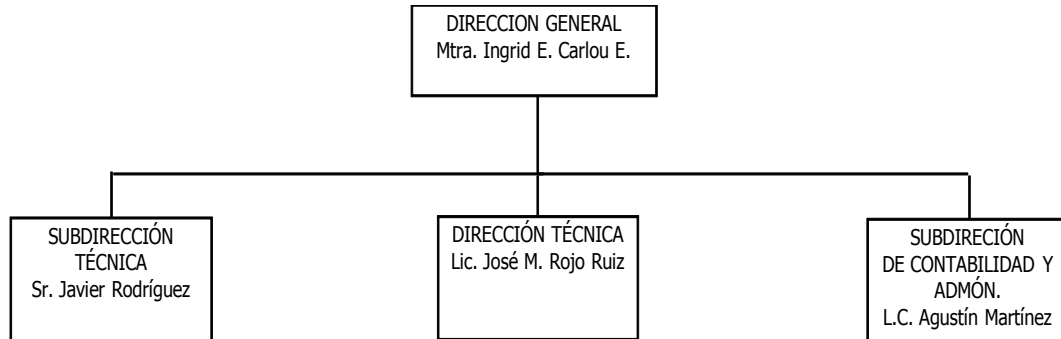 DIRECCION GENERAL
Mtra. Ingrid E. Carlou E.
SUBDIRECCIÓN
TÉCNICA
Sr. Javier Rodríguez
DIRECCIÓN TÉCNICA
Lic. José M. Rojo Ruiz
SUBDIRECIÓN
DE CONTABILIDAD Y
ADMÓN.
L.C. Agustín Martínez